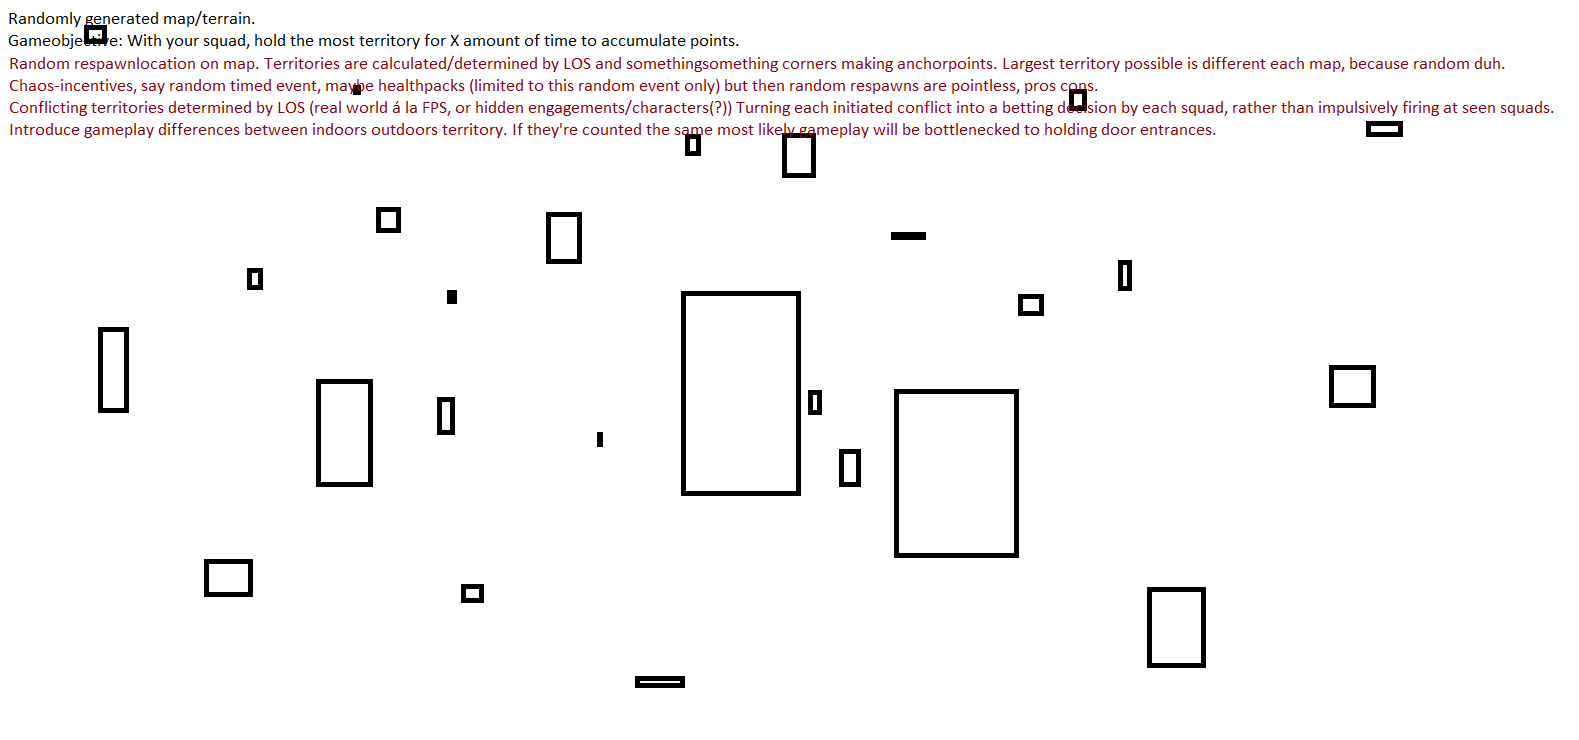 Randomly generated map/terrain.
Gameobjective: With your squad, hold the most territory for X amount of time to accumulate points.
Random respawnlocation on map. Territories are calculated/determined by LOS and somethingsomething corners making anchorpoints. Largest territory possible is different each map, because random duh.
Chaos-incentives, say random timed event, maybe healthpacks (limited to this random event only) but then random respawns are pointless, pros cons.
Conflicting territories determined by LOS (real world á la FPS, or hidden engagements/characters(?)) Turning each initiated conflict into a betting decision by each squad, rather than impulsively firing at seen squads.
Introduce gameplay differences between indoors outdoors territory. If they're counted the same most likely gameplay will be bottlenecked to holding door entrances.